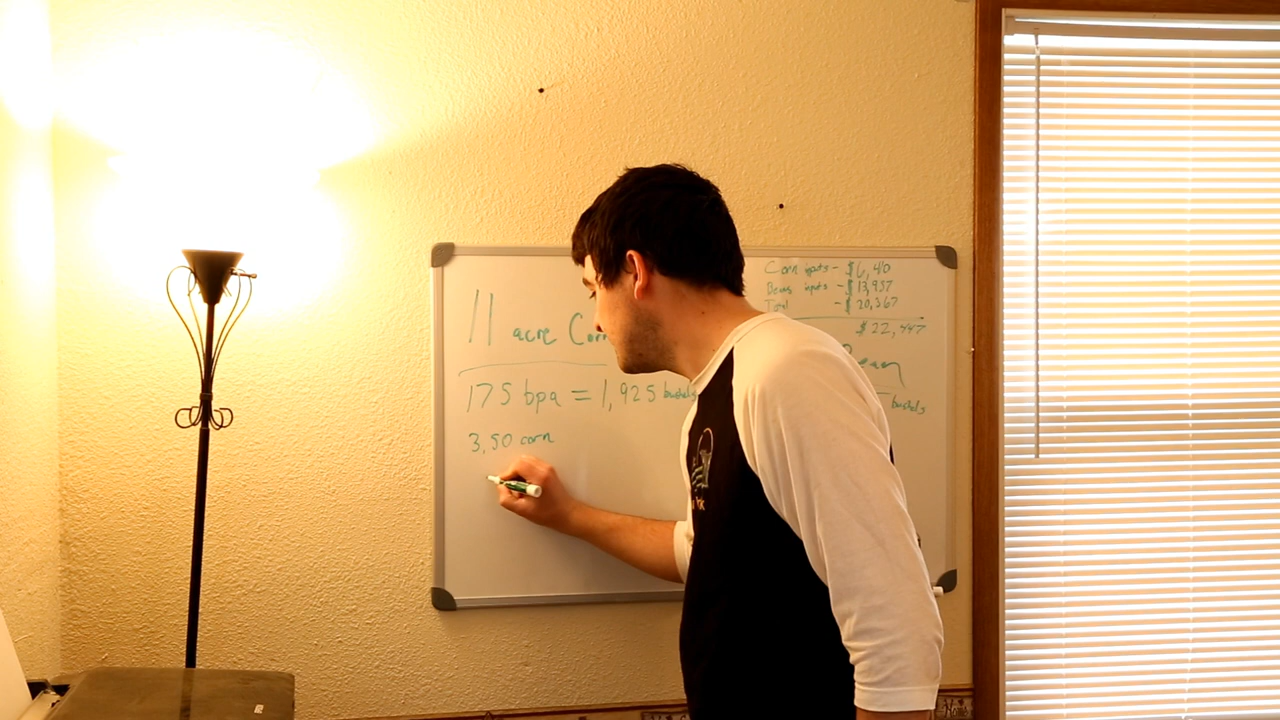 11 acre Corn
175 bpa = 1,925 bushels
3.50 corn
Corn inputs - $6,410
Beans inputs - $13,957
Total - $20,367
$22,447
Bean
bushels